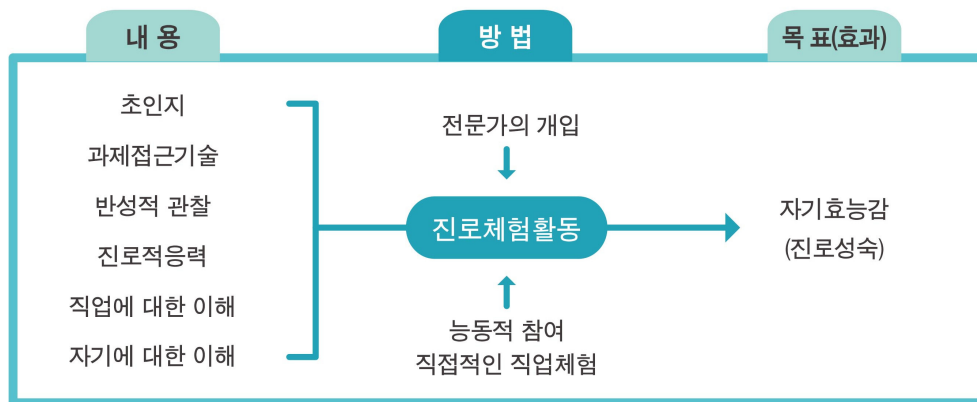 내 용
방 법
목 표(효과)
초인지
과제접근기술
반성적 관찰
진로적응력
직업에 대한 이해
자기에 대한 이해
전문가의 개입
진로체험활동
능동적 참여
직접적인 직업체험
자기효능감
(진로성숙)